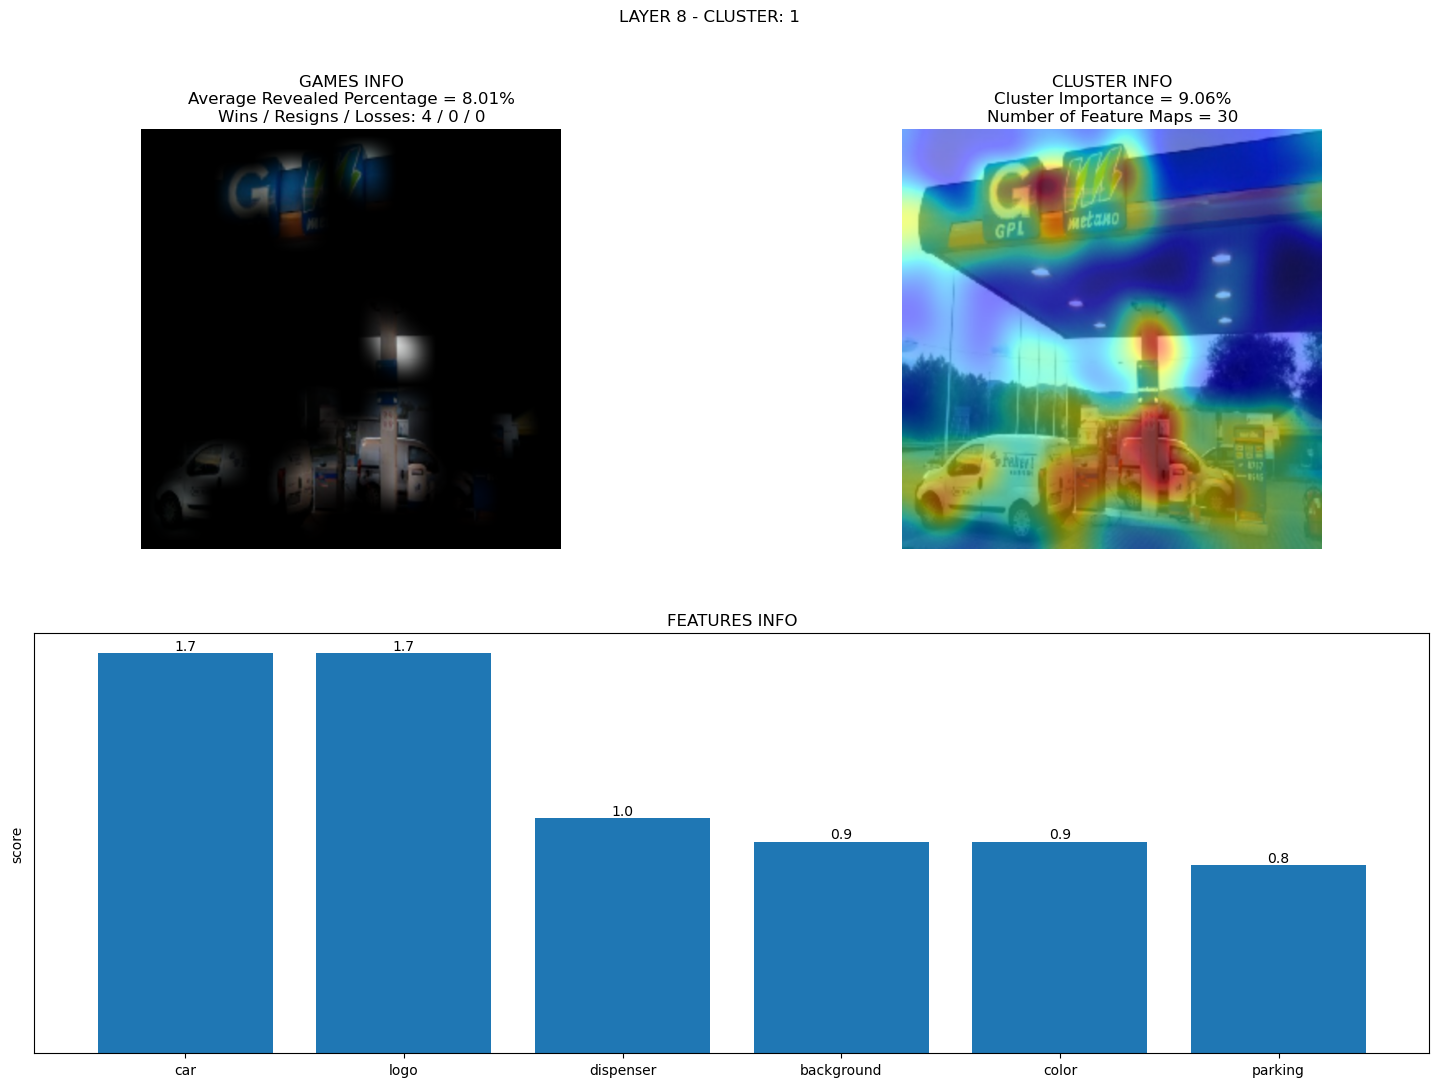 LAYER 8 - CLUSTER: 1
GAMES INFO
Average Revealed Percentage = 8.01%
Wins / Resigns / Losses: 4 / 0 / 0
G
me
CLUSTER INFO
Cluster Importance = 9.06%
Number of Feature Maps = 30
G
GPL
metano
FEATURES INFO
score
1.7
1.7
1.0
0.9
0.9
0.8
car
logo
dispenser
background
color
parking